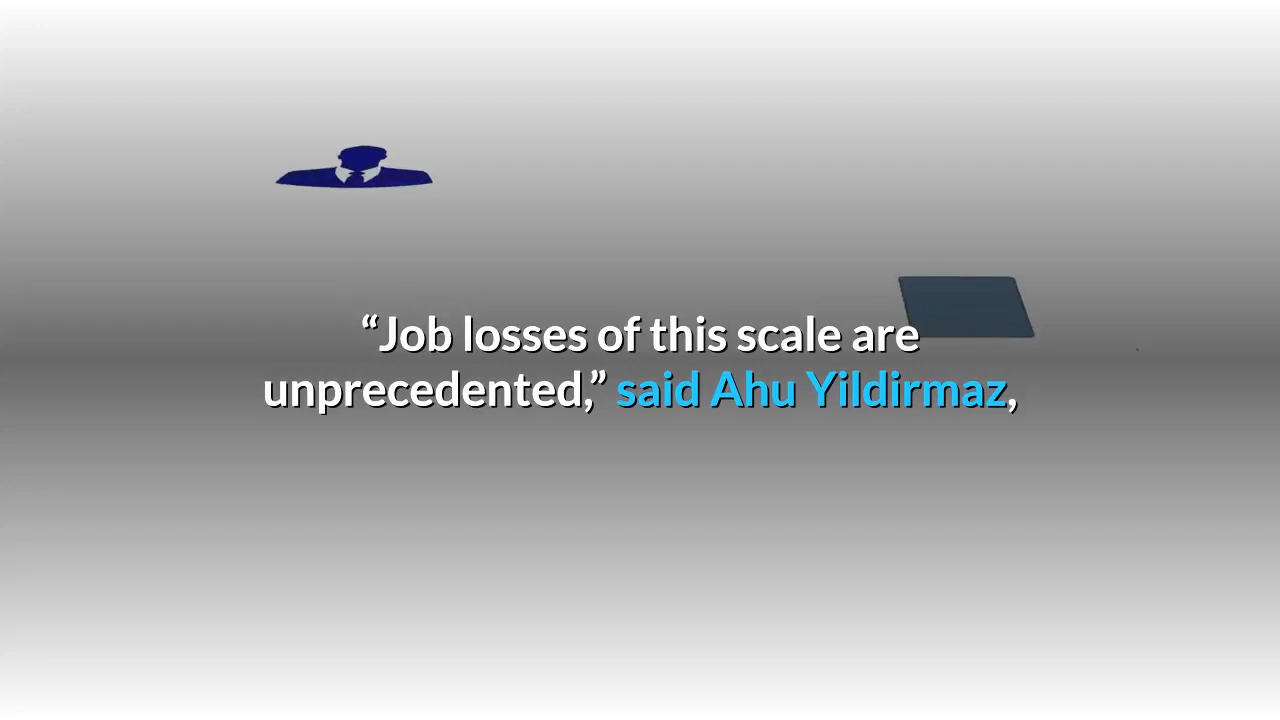 “Job losses of this scale are
unprecedented,” said Ahu Yildirmaz,